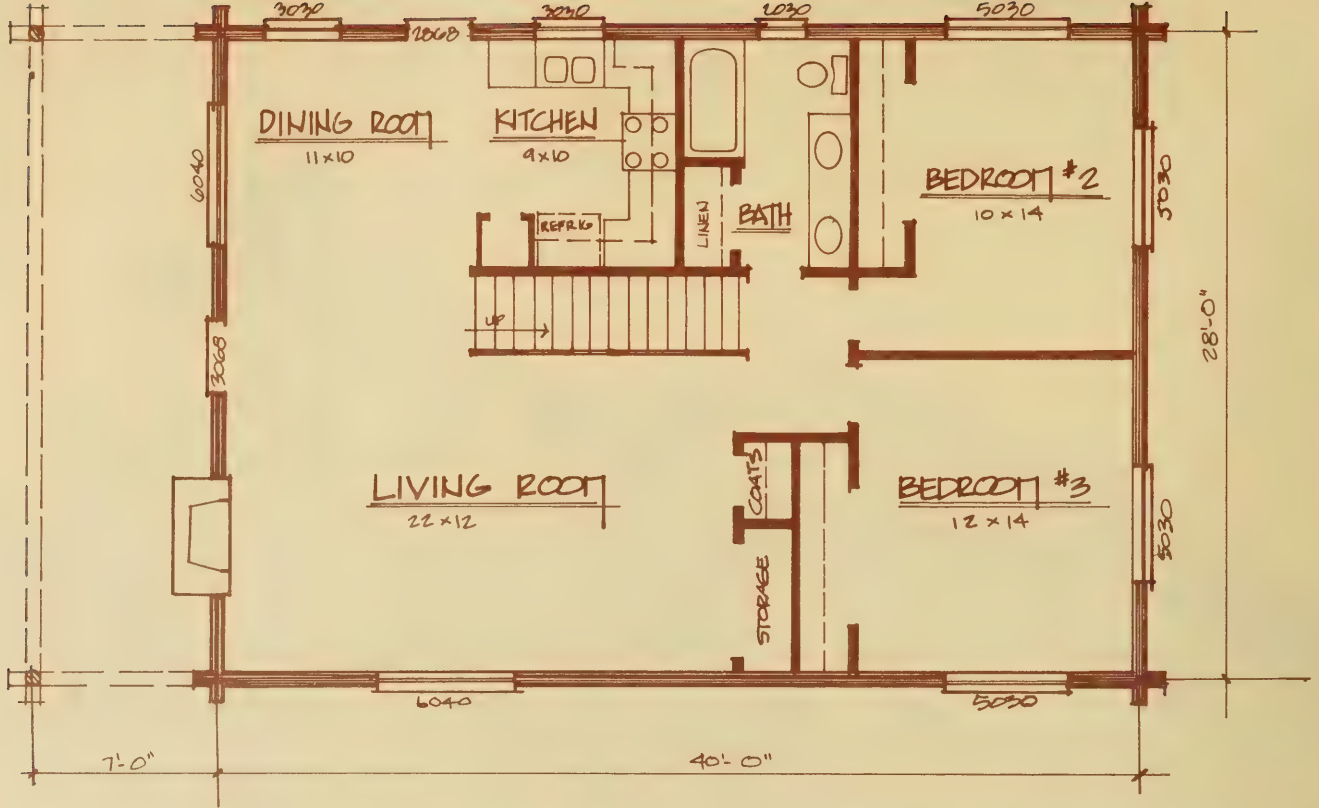 3030
2868
3030
2030
5030
DINING ROOM
11x10
KITCHEN
9x10
6040
REFRIG
LINEN
BATH
BEDROOM #2
10 x 14
5030
UP
3068
28'-0"
LIVING ROOM
22 x 12
COATS
BEDROOM #3
12 x 14
5030
STORAGE
6040
5030
7'-0"
40'-0"